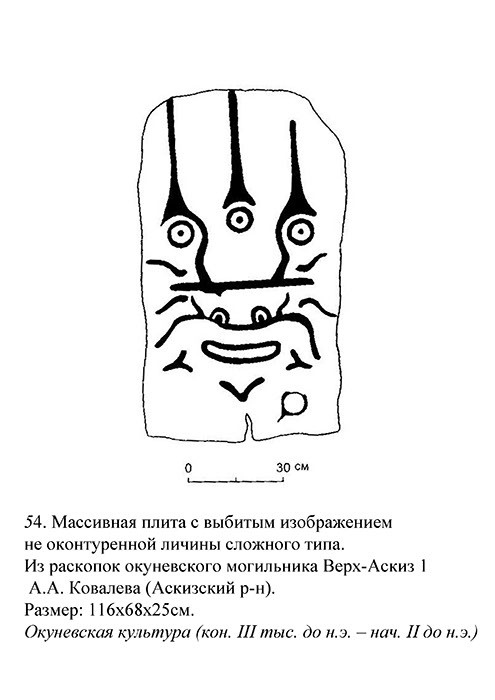 0 30 см
54. Массивная плита с выбитым изображением
не оконтуренной личины сложного типа.
Из раскопок окуневского могильника Верх-Аскиз 1
А.А. Ковалева (Аскизский р-н).
Размер: 116х68х25см.
Окуневская культура (кон. III тыс. до н.э. – нач. II до н.э.)